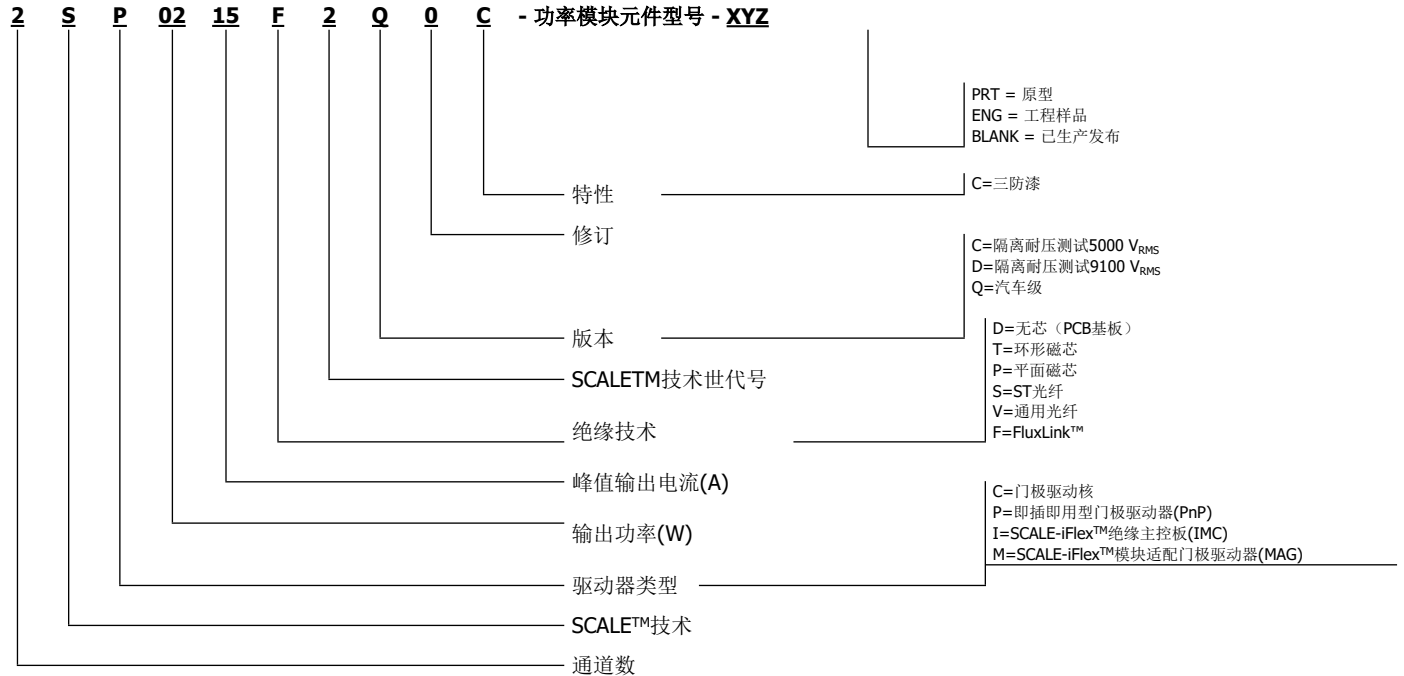 2 S P 02 15 F 2 Q 0 C - 功率模块元件型号 - XYZ
PRT = 原型
ENG = 工程样品
BLANK = 已生产发布
特性
C=三防漆
修订
C=隔离耐压测试5000 VRMS
D=隔离耐压测试9100 VRMS
Q=汽车级
版本
D=无芯（PCB基板）
T=环形磁芯
P=平面磁芯
S=ST光纤
V=通用光纤
F=FluxLink™
SCALETM技术世代号
绝缘技术
峰值输出电流(A)
C=门极驱动核
P=即插即用型门极驱动器(PnP)
I=SCALE-iFlex™绝缘主控板(IMC)
M=SCALE-iFlex™模块适配门极驱动器(MAG)
输出功率(W)
驱动器类型
SCALE™技术
通道数